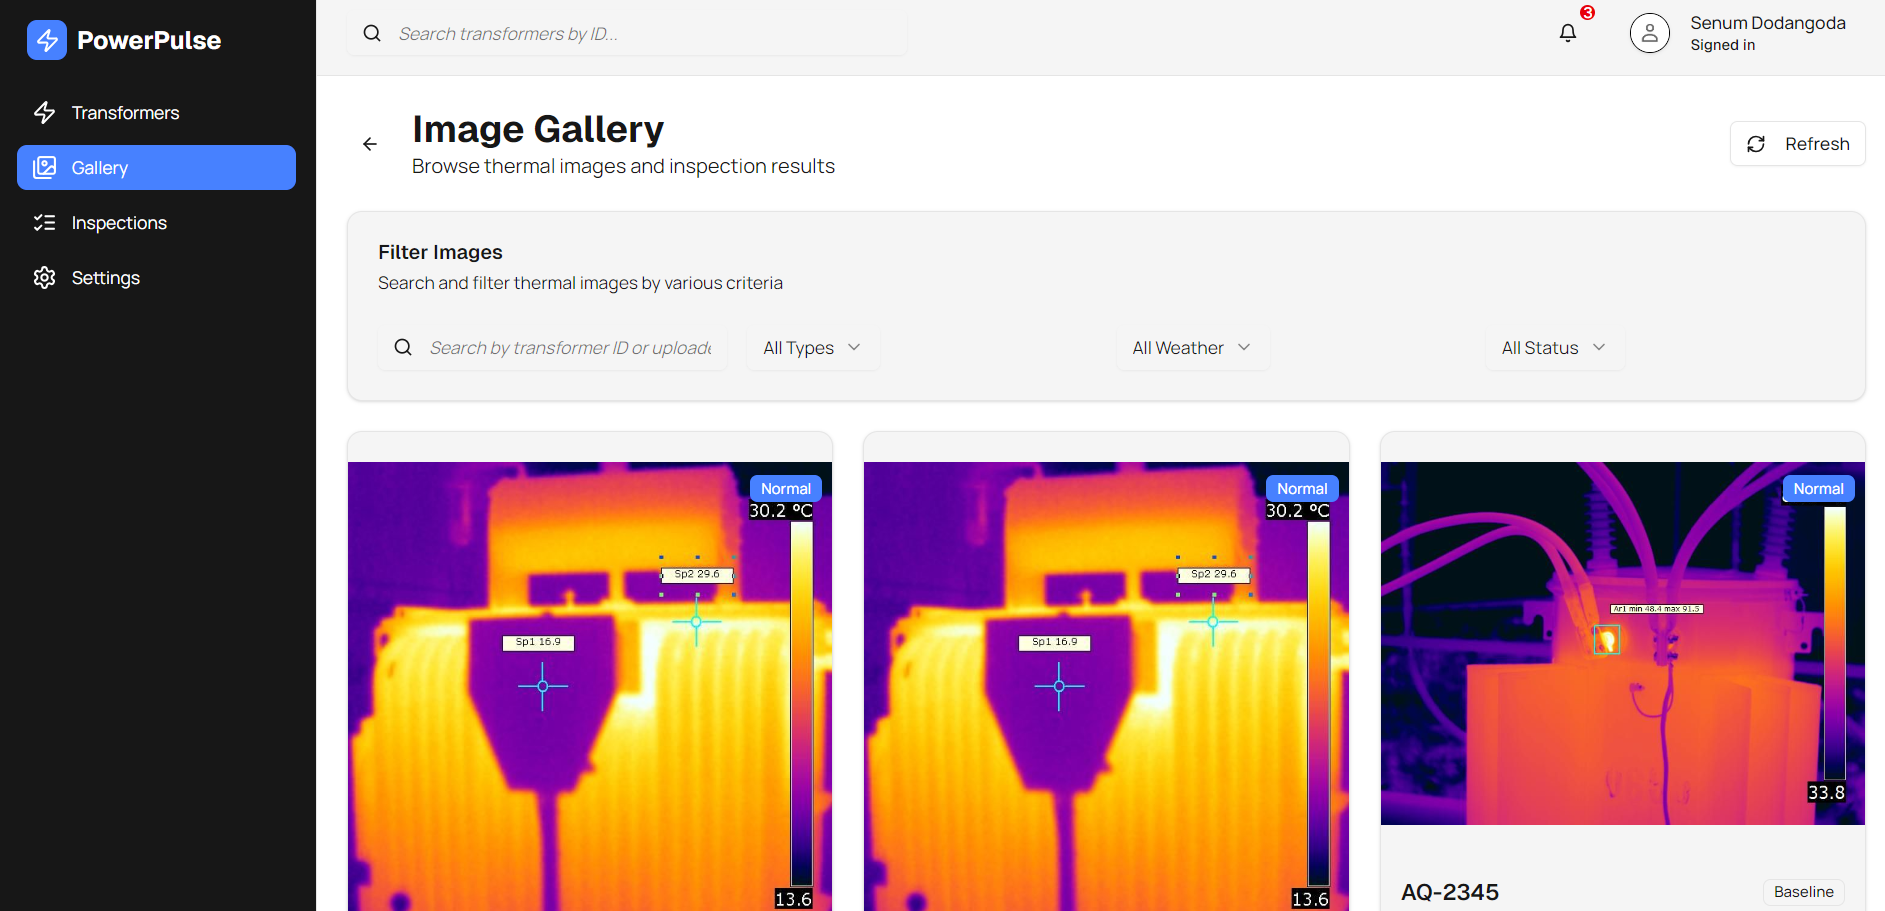 PowerPulse
Transformers
Gallery
Inspections
Settings
Search transformers by ID...
3
Senum Dodangoda
Signed in
Image Gallery
Browse thermal images and inspection results
Refresh
Filter Images
Search and filter thermal images by various criteria
Search by transformer ID or uploade
All Types
All Weather
All Status
Normal
30.2 °C
Sp2 29.6
Sp1 16.9
13.6
Normal
30.2 °C
Sp2 29.6
Sp1 16.9
13.6
Normal
Ar1 min 48.4 max 91.5
33.8
AQ-2345
Baseline